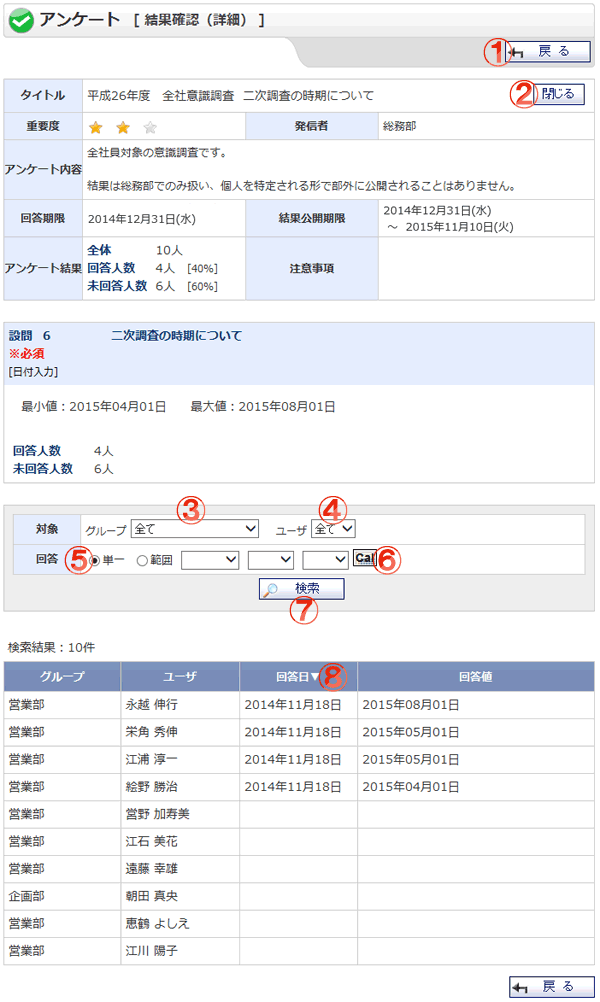 アンケート [ 結果確認（詳細） ]
① 戻る
タイトル 平成26年度 全社意識調査 二次調査の時期について ② 閉じる
重要度 発信者 総務部
アンケート内容 全社員対象の意識調査です。
結果は総務部でのみ扱い、個人を特定される形で部外に公開されることはありません。
回答期限 2014年12月31日(水) 結果公開期限 2014年12月31日(水)
～ 2015年11月10日(火)
アンケート結果 全体 10人 注意事項
回答人数 4人 [40%]
未回答人数 6人 [60%]
設問 6 二次調査の時期について
※必須
[日付入力]
最小値：2015年04月01日 最大値：2015年08月01日
回答人数 4人
未回答人数 6人
③ ④
対象 グループ 全て ユーザ 全て
回答 ⑤ 単一 範囲 Cal ⑥
検索
⑦
検索結果：10件
グループ ユーザ 回答日▼ ⑧ 回答値
営業部 永越 伸行 2014年11月18日 2015年08月01日
営業部 栄角 秀伸 2014年11月18日 2015年05月01日
営業部 江浦 淳一 2014年11月18日 2015年05月01日
営業部 絵野 勝治 2014年11月18日 2015年04月01日
営業部 営野 加寿美
営業部 江石 美花
営業部 遠藤 幸雄
企画部 朝田 真央
営業部 恵鶴 よしえ
営業部 江川 陽子
戻る